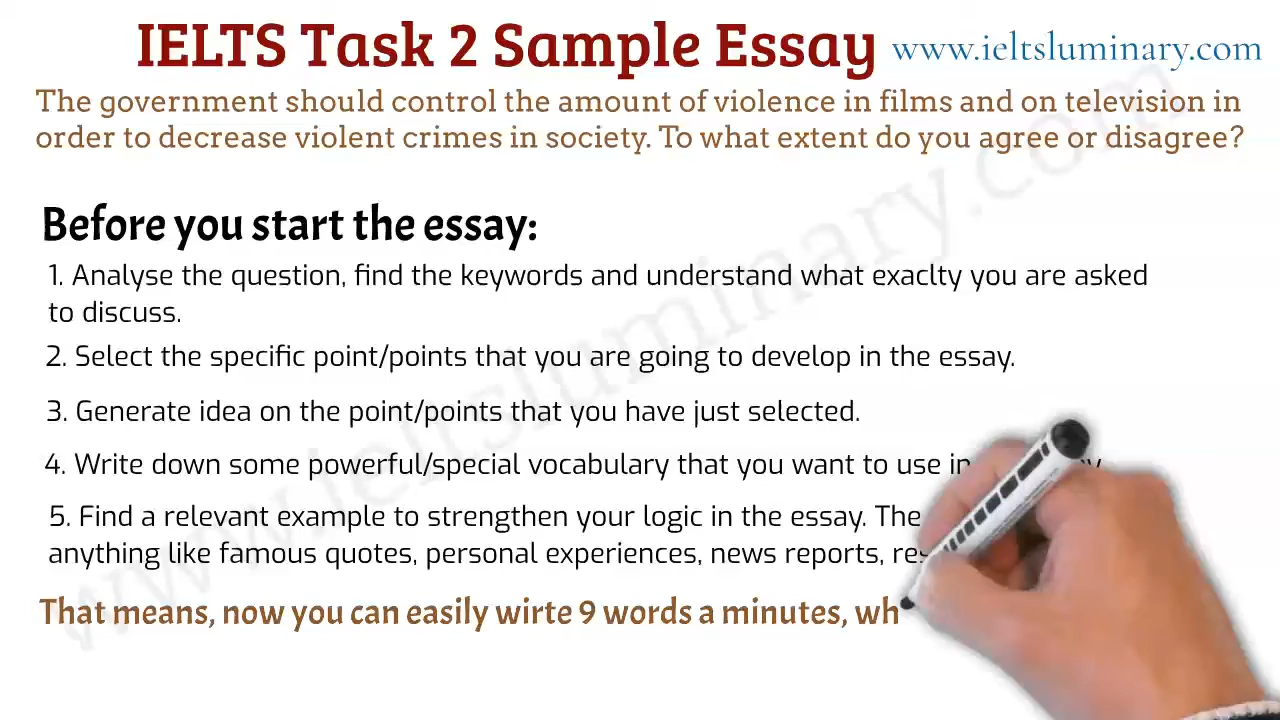 IELTS Task 2 Sample Essay www.ieltsluminary.com
The government should control the amount of violence in films and on television in
order to decrease violent crimes in society. To what extent do you agree or disagree?
Before you start the essay:
1. Analyse the question, find the keywords and understand what exaclty you are asked
to discuss.
2. Select the specific point/points that you are going to develop in the essay.
3. Generate idea on the point/points that you have just selected.
4. Write down some powerful/special vocabulary that you want to use in
5. Find a relevant example to strengthen your logic in the essay. The
anything like famous quotes, personal experiences, news reports,
That means, now you can easily wirte 9 words a minutes, wh
www.ieltsluminary.com